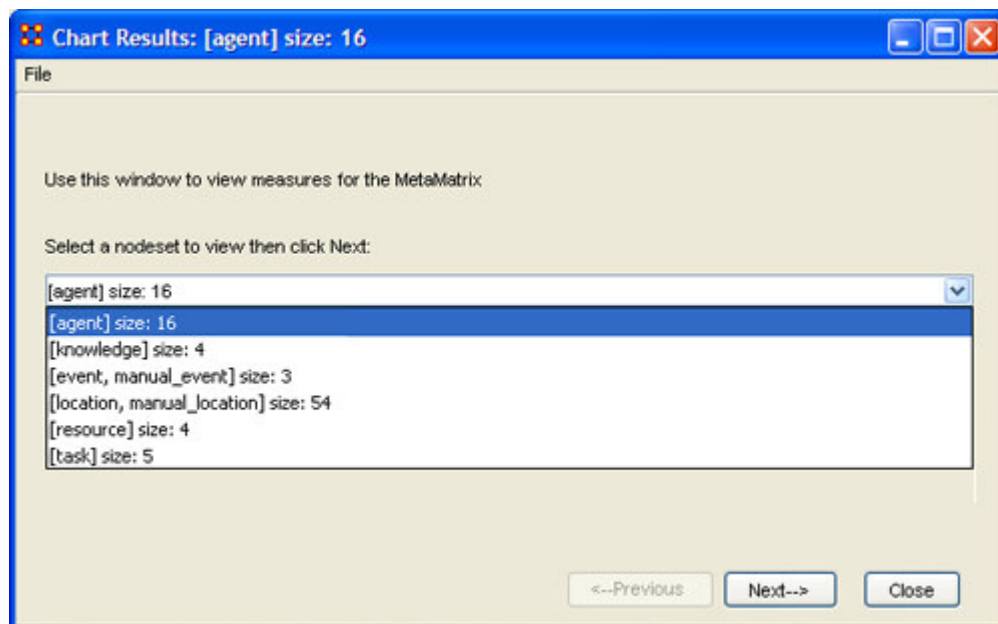 Chart Results: [agent] size: 16
File
Use this window to view measures for the MetaMatrix
Select a nodeset to view then click Next:
[agent] size: 16
[agent] size: 16
[knowledge] size: 4
[event, manual_event] size: 3
[location, manual_location] size: 54
[resource] size: 4
[task] size: 5
<--Previous Next--> Close